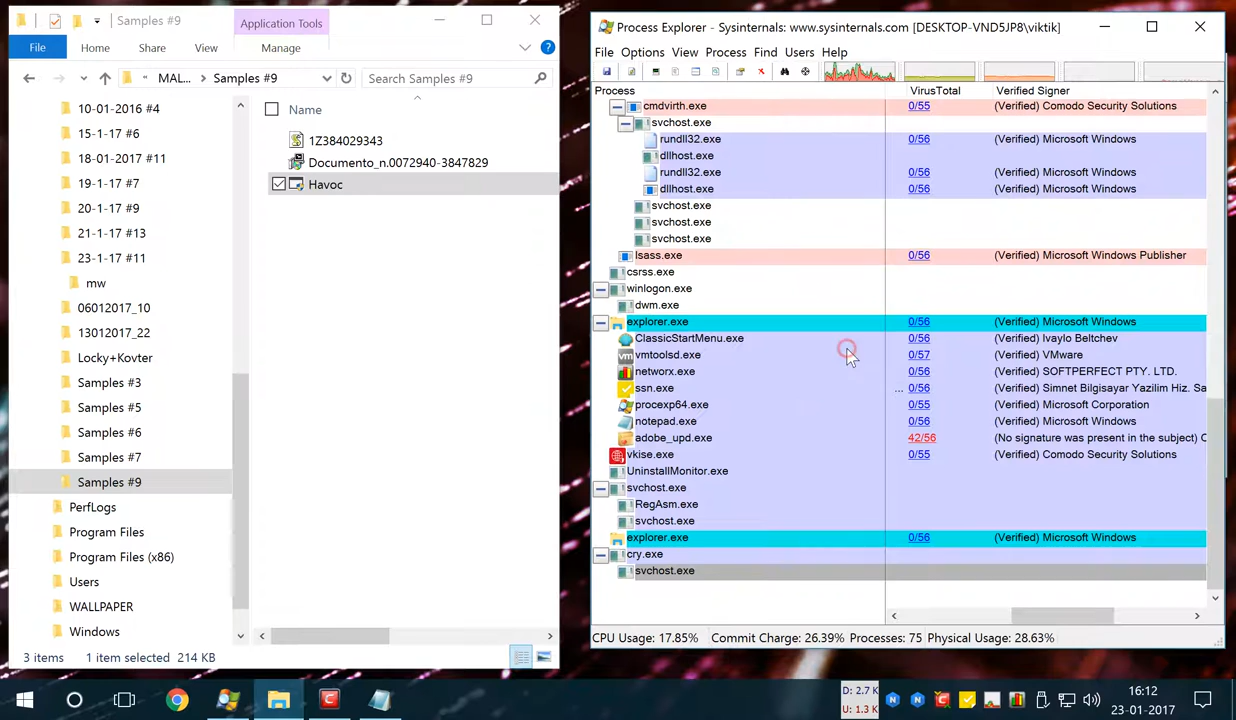 Samples #9
Application Tools
File
Home
Share
View
Manage
MAL...
Samples #9
Search Samples #9
10-01-2016 #4
15-1-17 #6
18-01-2017 #11
19-1-17 #7
20-1-17 #9
21-1-17 #13
23-1-17 #11
mw
06012017_10
13012017_22
Locky+Kovter
Samples #3
Samples #5
Samples #6
Samples #7
Samples #9
PerfLogs
Program Files
Program Files (x86)
Users
WALLPAPER
Windows
Name
1Z384029343
Documento_n.0072940-3847829
Havoc
3 items
1 item selected 214 KB
Process Explorer - Sysinternals: www.sysinternals.com [DESKTOP-VND5JP8\viktik]
File Options View Process Find Users Help
Process VirusTotal Verified Signer
cmdvirth.exe 0/55 (Verified) Comodo Security Solutions
svchost.exe
rundll32.exe 0/56 (Verified) Microsoft Windows
dllhost.exe
rundll32.exe 0/56 (Verified) Microsoft Windows
dllhost.exe 0/56 (Verified) Microsoft Windows
svchost.exe
svchost.exe
svchost.exe
lsass.exe 0/56 (Verified) Microsoft Windows Publisher
csrss.exe
winlogon.exe
dwm.exe
explorer.exe 0/56 (Verified) Microsoft Windows
ClassicStartMenu.exe 0/56 (Verified) Ivaylo Beltchev
vmtoolsd.exe 0/57 (Verified) VMware
networx.exe 0/56 (Verified) SOFTPERFECT PTY. LTD.
ssn.exe ... 0/56 (Verified) Simnet Bilgisayar Yazilim Hiz. Sa
procexp64.exe 0/55 (Verified) Microsoft Corporation
notepad.exe 0/56 (Verified) Microsoft Windows
adobe_upd.exe 42/56 (No signature was present in the subject) C
vkise.exe 0/55 (Verified) Comodo Security Solutions
UninstallMonitor.exe
svchost.exe
RegAsm.exe
svchost.exe
explorer.exe 0/56 (Verified) Microsoft Windows
cry.exe
svchost.exe
CPU Usage: 17.85% Commit Charge: 26.39% Processes: 75 Physical Usage: 28.63%
D: 2.7 K
U: 1.3 K
16:12
23-01-2017